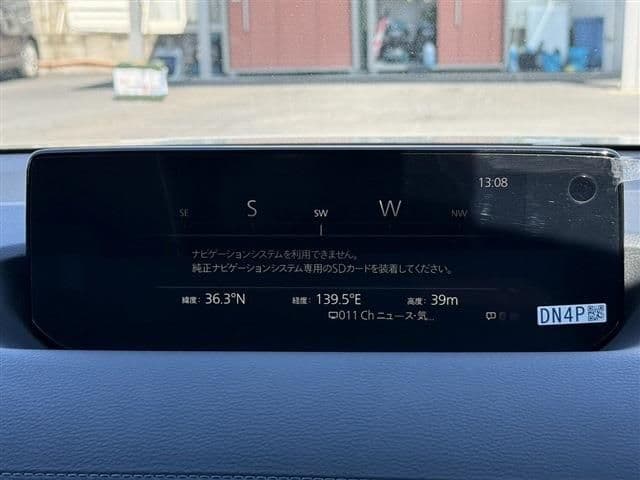 13:08
SE S SW W NW
ナビゲーションシステムを利用できません。
純正ナビゲーションシステム専用のSDカードを装着してください。
緯度: 36.3°N 経度: 139.5°E 高度: 39m
011 Ch ニュース・気...
DN4P